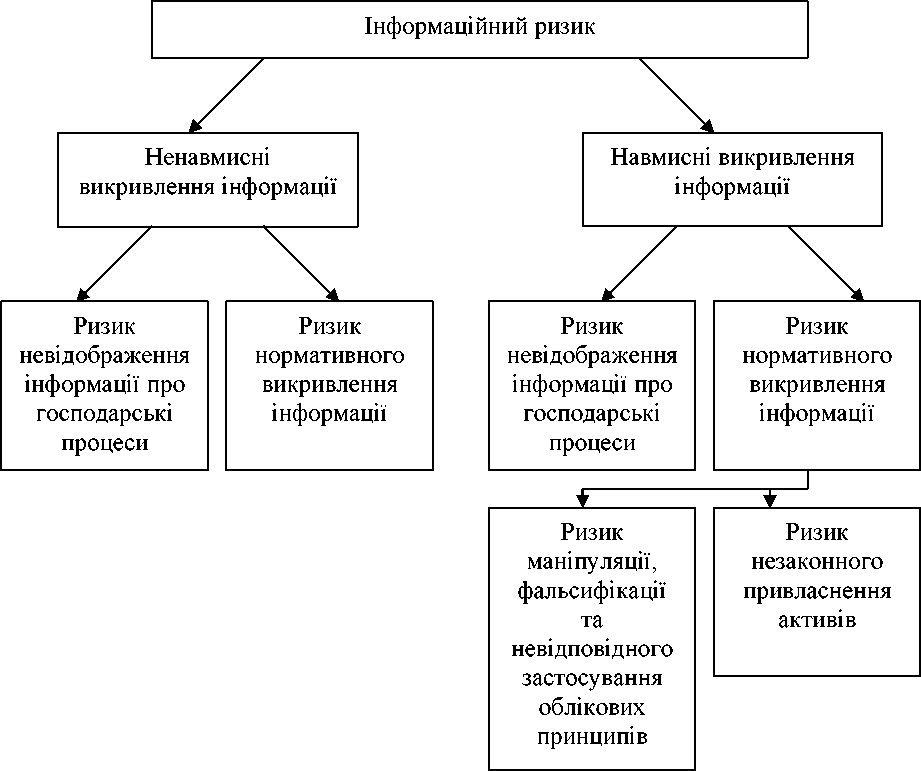 Інформаційний ризик
Ненавмисні
викривлення інформації
Навмисні викривлення
інформації
Ризик
невідображення
інформації про
господарські
процеси
Ризик
нормативного
викривлення
інформації
Ризик
невідображення
інформації про
господарські
процеси
Ризик
нормативного
викривлення
інформації
Ризик
маніпуляції,
фальсифікації
та
невідповідного
застосування
облікових
принципів
Ризик
незаконного
привласнення
активів